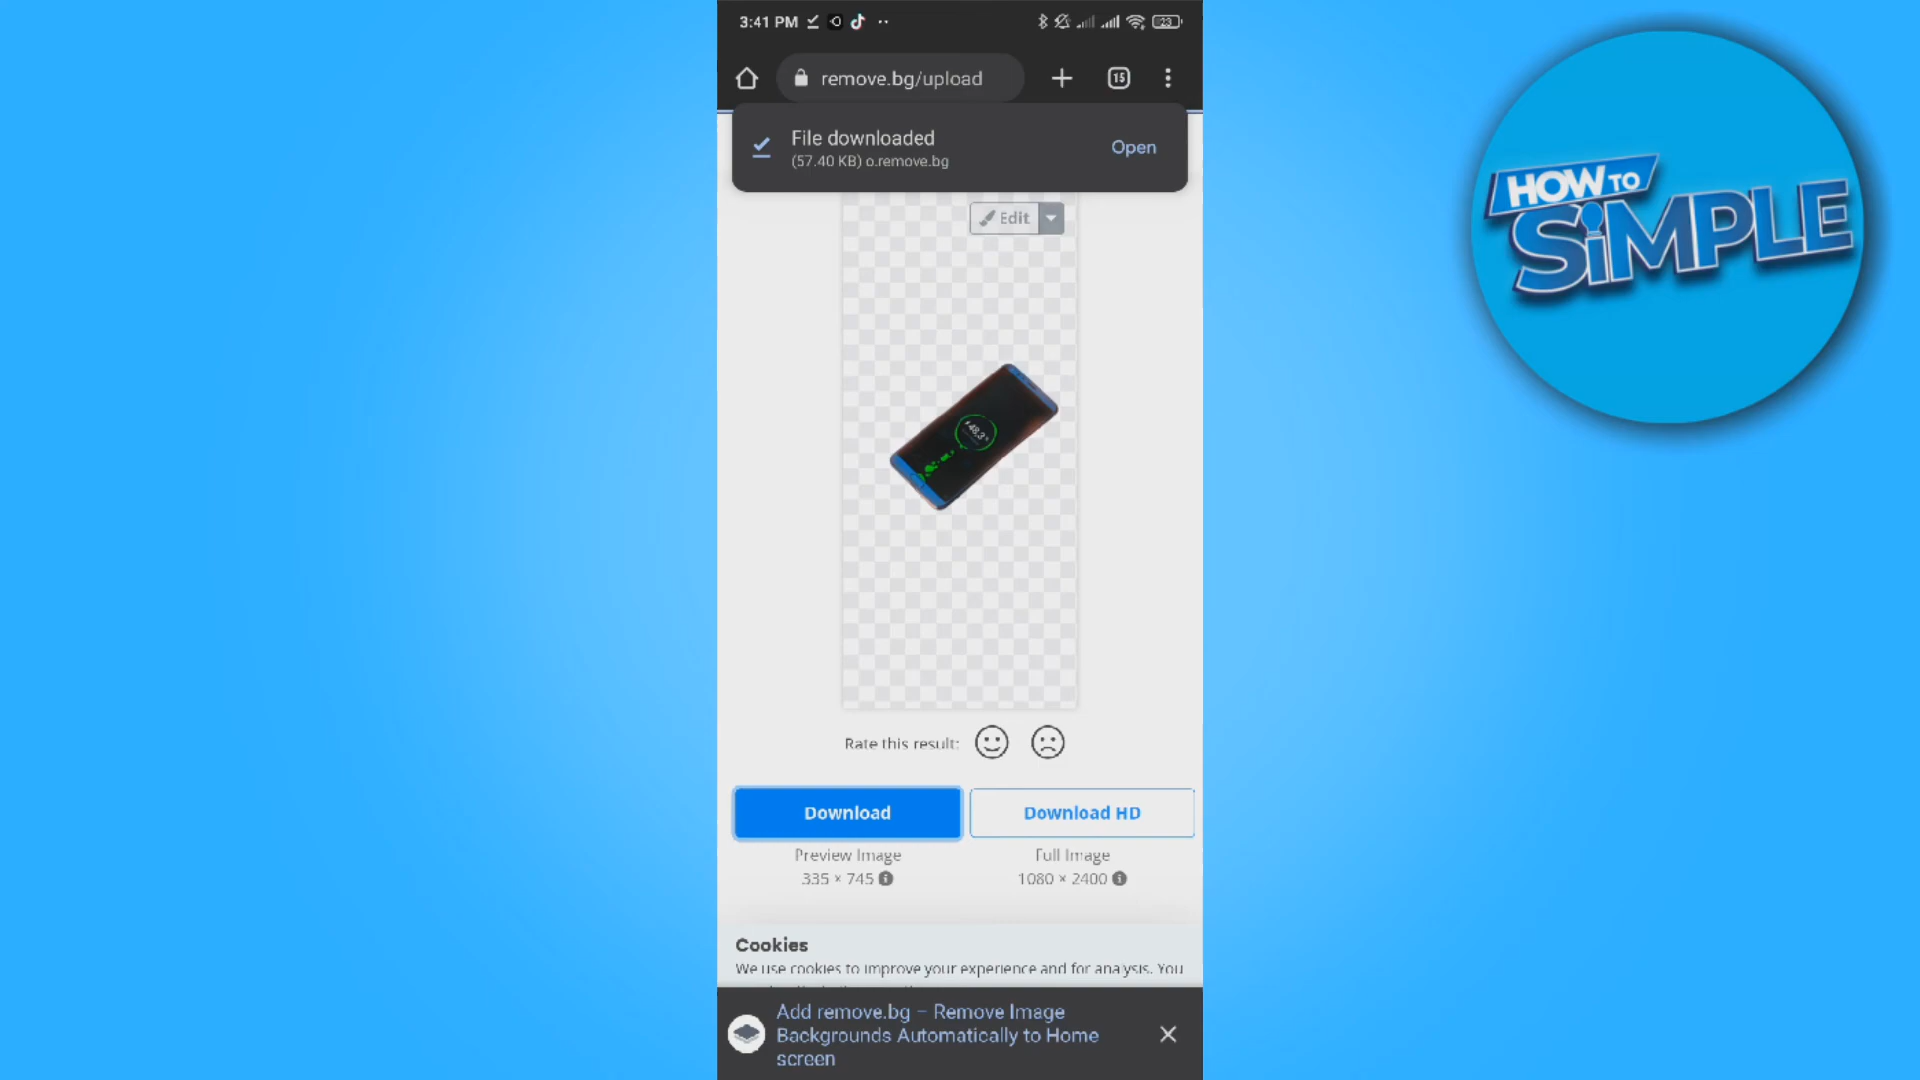 3:41 PM
23
remove.bg/upload
15
File downloaded
(57.40 KB) o.remove.bg
Open
Edit
HOW TO
SIMPLE
Rate this result:
Download
Download HD
Preview Image
Full Image
335 × 745
1080 × 2400
Cookies
We use cookies to improve your experience and for analysis. You
Add remove.bg – Remove Image
Backgrounds Automatically to Home
screen